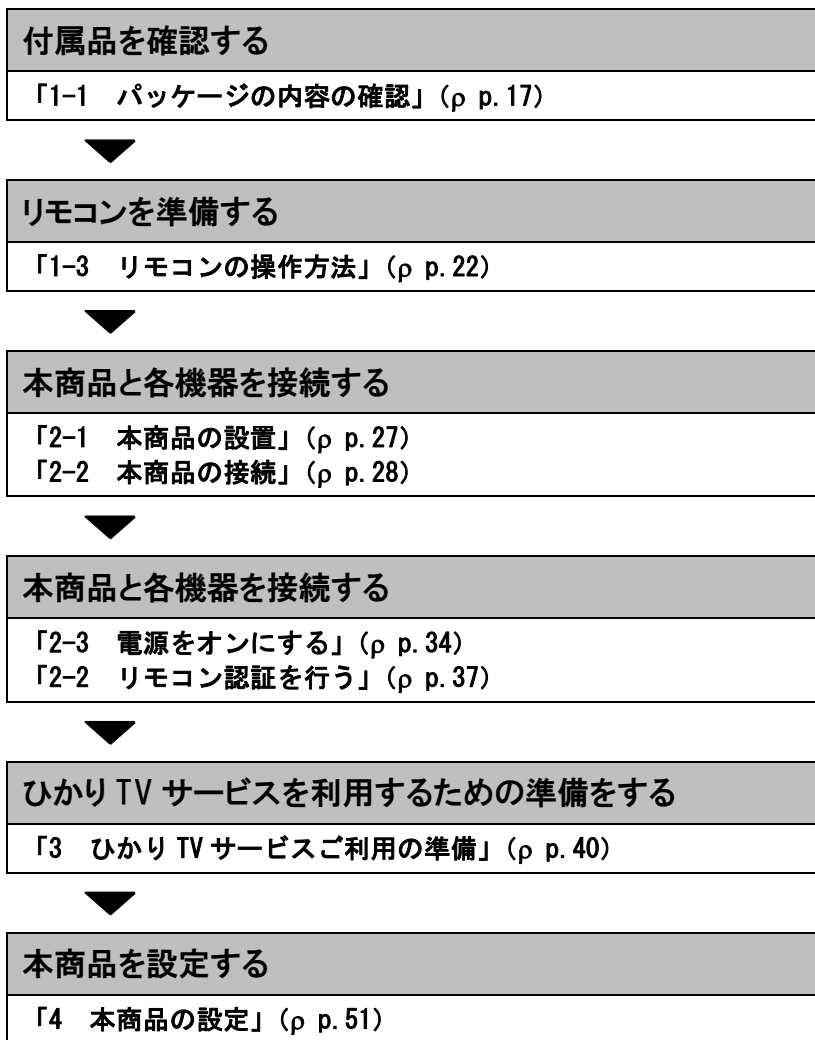 付属品を確認する
「1-1　パッケージの内容の確認」(ρ p.17)
リモコンを準備する
「1-3　リモコンの操作方法」(ρ p.22)
本商品と各機器を接続する
「2-1　本商品の設置」(ρ p.27)
「2-2　本商品の接続」(ρ p.28)
本商品と各機器を接続する
「2-3　電源をオンにする」(ρ p.34)
「2-2　リモコン認証を行う」(ρ p.37)
ひかり TV サービスを利用するための準備をする
「3　ひかり TV サービスご利用の準備」(ρ p.40)
本商品を設定する
「4　本商品の設定」(ρ p.51)